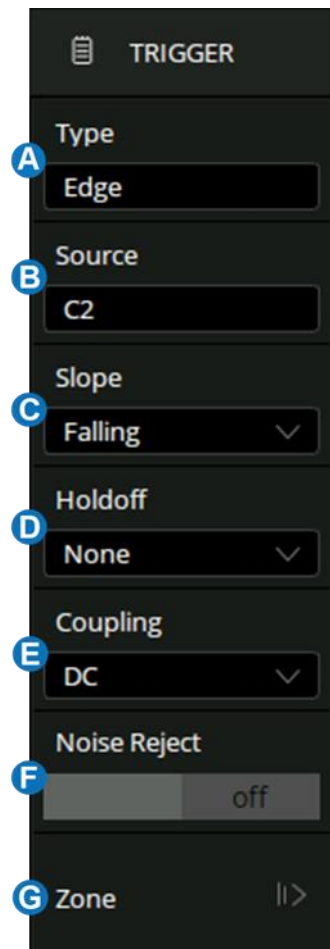 TRIGGER
Type
A
Edge
Source
B
C2
Slope
C
Falling
Holdoff
D
None
Coupling
E
DC
Noise Reject
F
off
G Zone